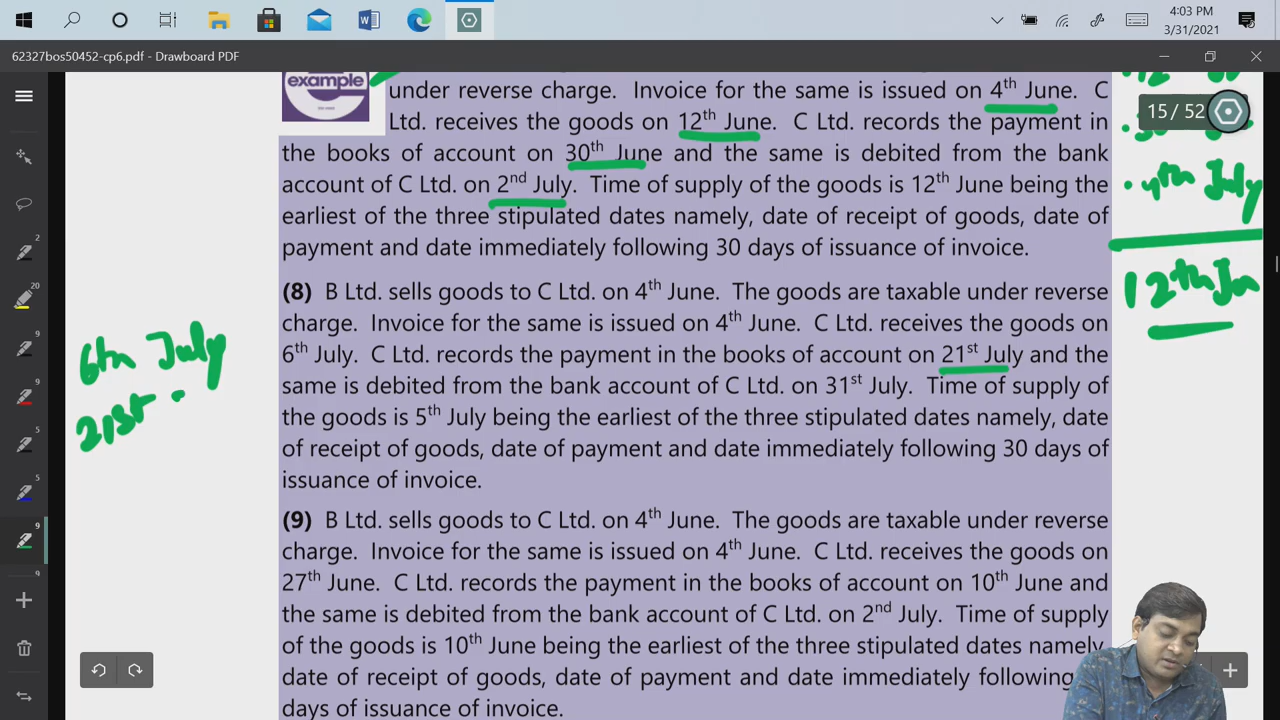 4:03 PM
3/31/2021
62327bos50452-cp6.pdf - Drawboard PDF
example
under reverse charge. Invoice for the same is issued on 4th June. C
Ltd. receives the goods on 12th June. C Ltd. records the payment in
the books of account on 30th June and the same is debited from the bank
account of C Ltd. on 2nd July. Time of supply of the goods is 12th June being the
earliest of the three stipulated dates namely, date of receipt of goods, date of
payment and date immediately following 30 days of issuance of invoice.
(8) B Ltd. sells goods to C Ltd. on 4th June. The goods are taxable under reverse
charge. Invoice for the same is issued on 4th June. C Ltd. receives the goods on
6th July. C Ltd. records the payment in the books of account on 21st July and the
same is debited from the bank account of C Ltd. on 31st July. Time of supply of
the goods is 5th July being the earliest of the three stipulated dates namely, date
of receipt of goods, date of payment and date immediately following 30 days of
issuance of invoice.
(9) B Ltd. sells goods to C Ltd. on 4th June. The goods are taxable under reverse
charge. Invoice for the same is issued on 4th June. C Ltd. receives the goods on
27th June. C Ltd. records the payment in the books of account on 10th June and
the same is debited from the bank account of C Ltd. on 2nd July. Time of supply
of the goods is 10th June being the earliest of the three stipulated dates namely,
date of receipt of goods, date of payment and date immediately following
days of issuance of invoice.
15 / 52
4th July
12th Jun
6th July
21st
2
20
9
9
5
5
9
9